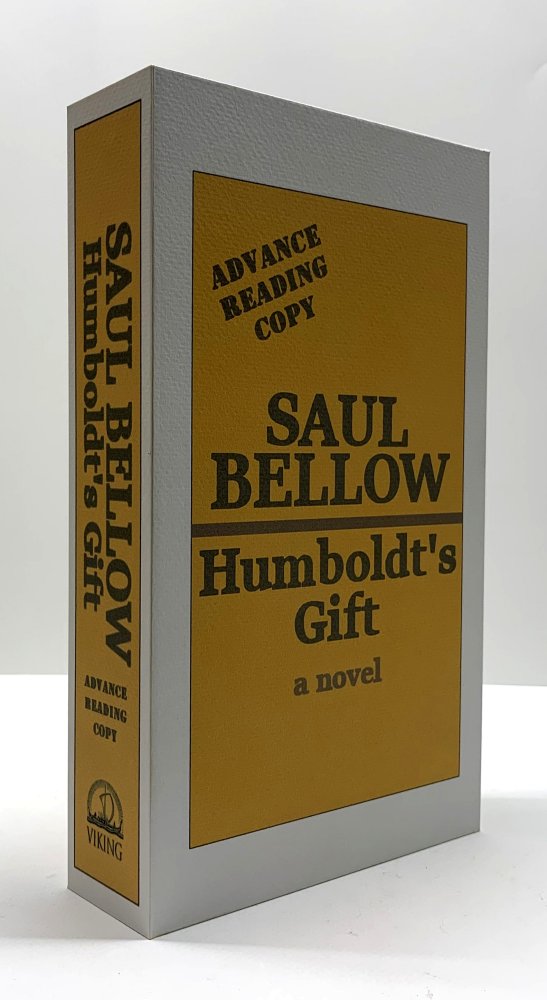 SAUL BELLOW
Humboldt's Gift
ADVANCE
READING
COPY
VIKING
ADVANCE
READING
COPY
SAUL
BELLOW
Humboldt's
Gift
a novel